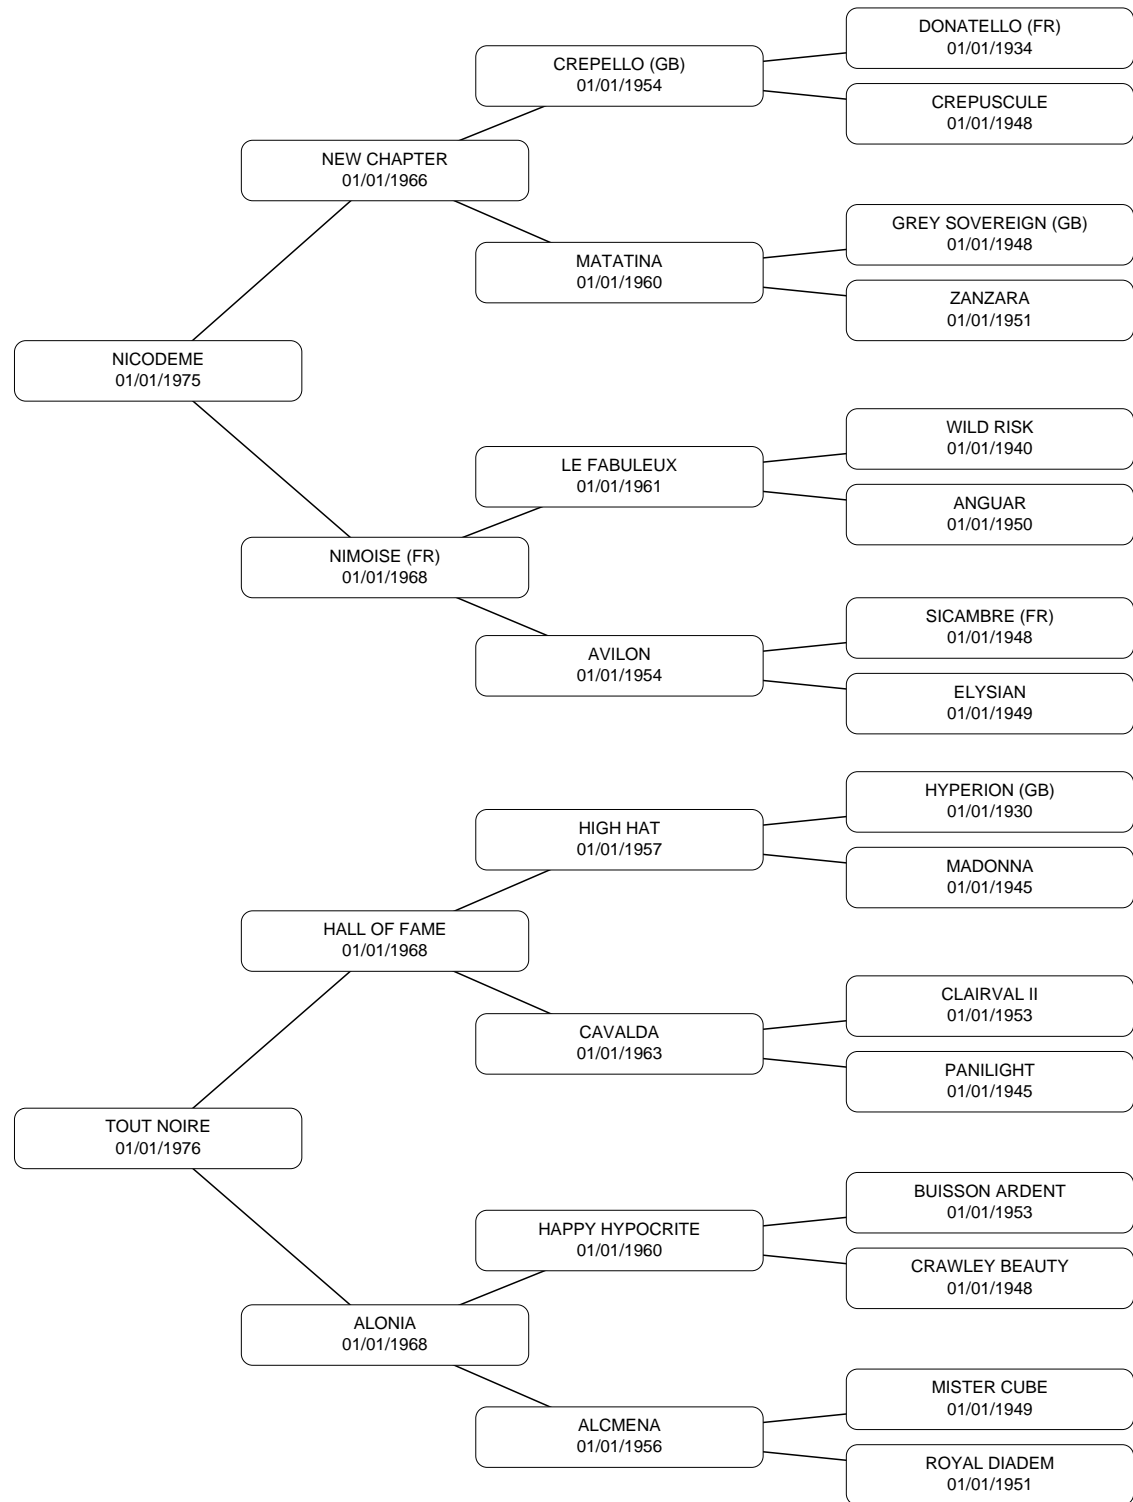 DONATELLO (FR)
01/01/1934
CREPELLO (GB)
01/01/1954
CREPUSCULE
01/01/1948
NEW CHAPTER
01/01/1966
GREY SOVEREIGN (GB)
01/01/1948
MATATINA
01/01/1960
ZANZARA
01/01/1951
NICODEME
01/01/1975
WILD RISK
01/01/1940
LE FABULEUX
01/01/1961
ANGUAR
01/01/1950
NIMOISE (FR)
01/01/1968
SICAMBRE (FR)
01/01/1948
AVILON
01/01/1954
ELYSIAN
01/01/1949
HYPERION (GB)
01/01/1930
HIGH HAT
01/01/1957
MADONNA
01/01/1945
HALL OF FAME
01/01/1968
CLAIRVAL II
01/01/1953
CAVALDA
01/01/1963
PANILIGHT
01/01/1945
TOUT NOIRE
01/01/1976
BUISSON ARDENT
01/01/1953
HAPPY HYPOCRITE
01/01/1960
CRAWLEY BEAUTY
01/01/1948
ALONIA
01/01/1968
MISTER CUBE
01/01/1949
ALCMENA
01/01/1956
ROYAL DIADEM
01/01/1951